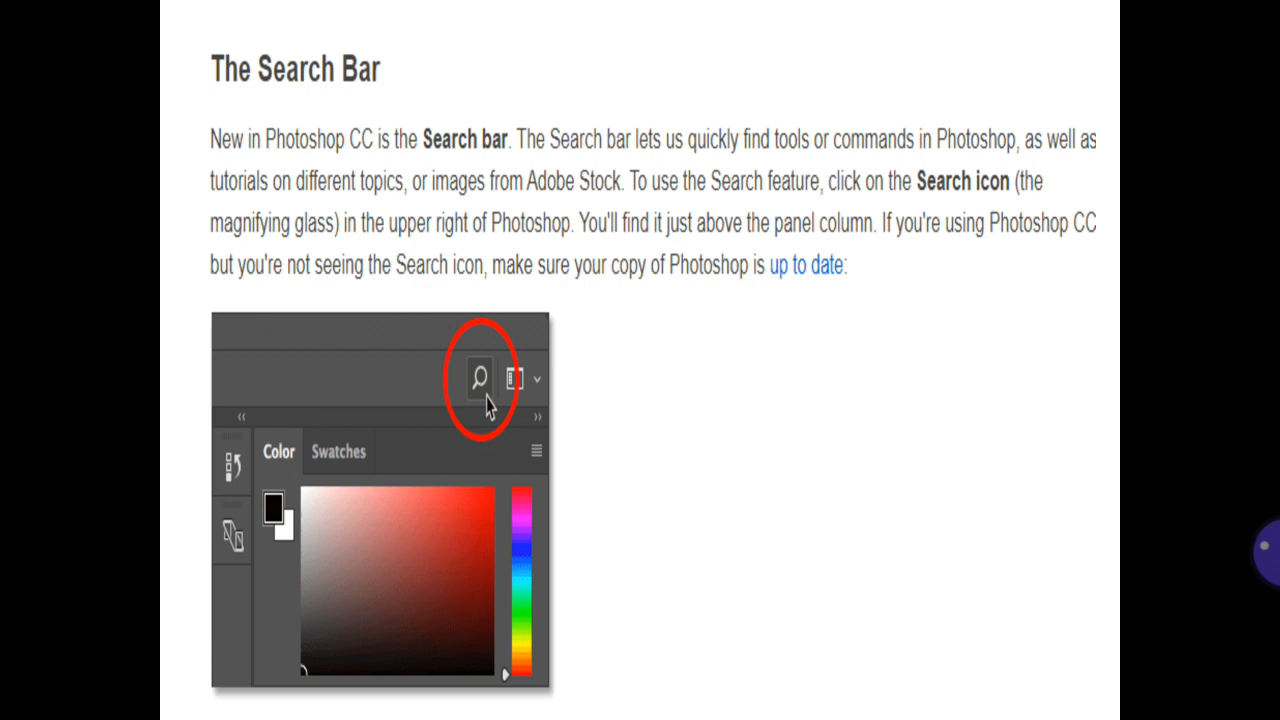 The Search Bar
New in Photoshop CC is the Search bar. The Search bar lets us quickly find tools or commands in Photoshop, as well as
tutorials on different topics, or images from Adobe Stock. To use the Search feature, click on the Search icon (the
magnifying glass) in the upper right of Photoshop. You'll find it just above the panel column. If you're using Photoshop CC
but you're not seeing the Search icon, make sure your copy of Photoshop is up to date:
Color Swatches